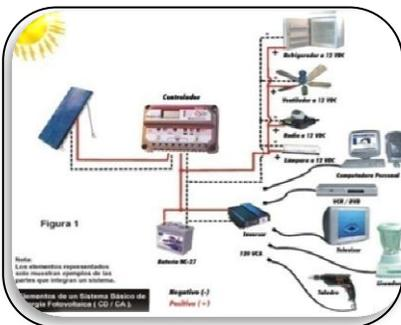 Refrigerador a 12 VDC
Controlador
Ventilador a 12 VDC
Radio a 12 VDC
Lámpara a 12 VDC
Computadora Personal
VCR / DVD
Figura 1
Inversor
Televisor
Batería NC-27
120 VCA
Licuadora
Nota:
Los elementos representados
solo muestran ejemplos de las
partes que integran un sistema.
Taladro
Elementos de un Sistema Básico de
Energía Fotovoltaica ( CD / CA ).
Negativo (-)
Positivo (+)